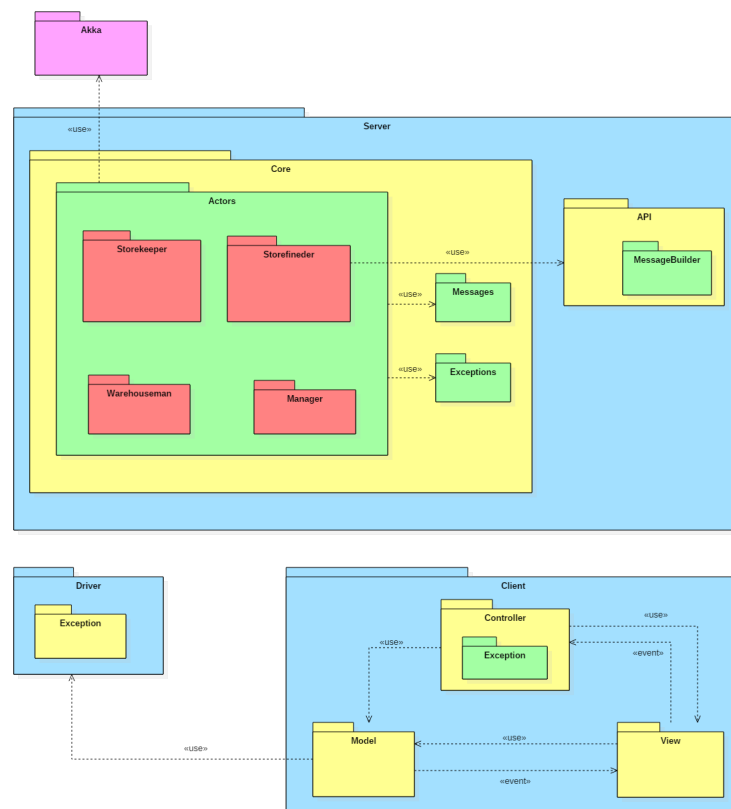 Akka
Server
«use»
Core
Actors
API
Storekeeper
Storefineder
«use»
MessageBuilder
«use»
Messages
«use»
Exceptions
Warehouseman
Manager
Driver
Client
Exception
Controller
«use»
«use»
Exception
«event»
Model
«use»
View
«use»
«event»